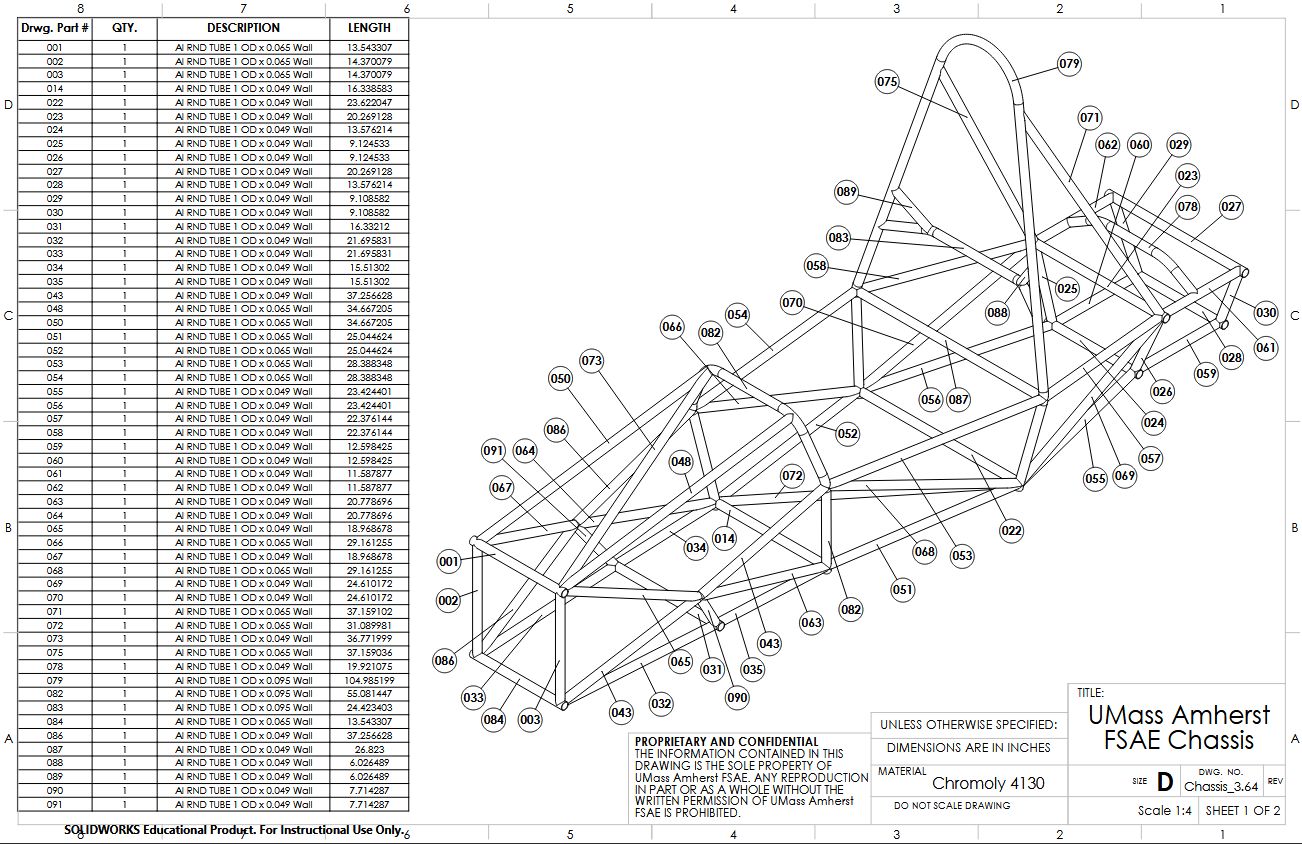 8 7 6 5 4 3 2 1
Drwg. Part # QTY. DESCRIPTION LENGTH
001 1 Al RND TUBE 1 OD x 0.065 Wall 13.543307
002 1 Al RND TUBE 1 OD x 0.065 Wall 14.370079
003 1 Al RND TUBE 1 OD x 0.065 Wall 14.370079
014 1 Al RND TUBE 1 OD x 0.049 Wall 16.338583
022 1 Al RND TUBE 1 OD x 0.049 Wall 23.622047
023 1 Al RND TUBE 1 OD x 0.049 Wall 20.269128
024 1 Al RND TUBE 1 OD x 0.049 Wall 13.576214
025 1 Al RND TUBE 1 OD x 0.049 Wall 9.124533
026 1 Al RND TUBE 1 OD x 0.049 Wall 9.124533
027 1 Al RND TUBE 1 OD x 0.049 Wall 20.269128
028 1 Al RND TUBE 1 OD x 0.049 Wall 13.576214
029 1 Al RND TUBE 1 OD x 0.049 Wall 9.108582
030 1 Al RND TUBE 1 OD x 0.049 Wall 9.108582
031 1 Al RND TUBE 1 OD x 0.049 Wall 16.33212
032 1 Al RND TUBE 1 OD x 0.049 Wall 21.695831
033 1 Al RND TUBE 1 OD x 0.049 Wall 21.695831
034 1 Al RND TUBE 1 OD x 0.049 Wall 15.51302
035 1 Al RND TUBE 1 OD x 0.049 Wall 15.51302
043 1 Al RND TUBE 1 OD x 0.049 Wall 37.256628
048 1 Al RND TUBE 1 OD x 0.065 Wall 34.667205
050 1 Al RND TUBE 1 OD x 0.065 Wall 34.667205
051 1 Al RND TUBE 1 OD x 0.065 Wall 25.044624
052 1 Al RND TUBE 1 OD x 0.065 Wall 25.044624
053 1 Al RND TUBE 1 OD x 0.065 Wall 28.388348
054 1 Al RND TUBE 1 OD x 0.065 Wall 28.388348
055 1 Al RND TUBE 1 OD x 0.049 Wall 23.424401
056 1 Al RND TUBE 1 OD x 0.049 Wall 23.424401
057 1 Al RND TUBE 1 OD x 0.049 Wall 22.376144
058 1 Al RND TUBE 1 OD x 0.049 Wall 22.376144
059 1 Al RND TUBE 1 OD x 0.049 Wall 12.598425
060 1 Al RND TUBE 1 OD x 0.049 Wall 12.598425
061 1 Al RND TUBE 1 OD x 0.049 Wall 11.587877
062 1 Al RND TUBE 1 OD x 0.049 Wall 11.587877
063 1 Al RND TUBE 1 OD x 0.049 Wall 20.778696
064 1 Al RND TUBE 1 OD x 0.049 Wall 20.778696
065 1 Al RND TUBE 1 OD x 0.049 Wall 18.968678
066 1 Al RND TUBE 1 OD x 0.065 Wall 29.161255
067 1 Al RND TUBE 1 OD x 0.049 Wall 18.968678
068 1 Al RND TUBE 1 OD x 0.065 Wall 29.161255
069 1 Al RND TUBE 1 OD x 0.049 Wall 24.610172
070 1 Al RND TUBE 1 OD x 0.049 Wall 24.610172
071 1 Al RND TUBE 1 OD x 0.065 Wall 37.159102
072 1 Al RND TUBE 1 OD x 0.065 Wall 31.089981
073 1 Al RND TUBE 1 OD x 0.049 Wall 36.771999
075 1 Al RND TUBE 1 OD x 0.065 Wall 37.159036
078 1 Al RND TUBE 1 OD x 0.049 Wall 19.921075
079 1 Al RND TUBE 1 OD x 0.095 Wall 104.985199
082 1 Al RND TUBE 1 OD x 0.095 Wall 55.081447
083 1 Al RND TUBE 1 OD x 0.095 Wall 24.423403
084 1 Al RND TUBE 1 OD x 0.065 Wall 13.543307
086 1 Al RND TUBE 1 OD x 0.049 Wall 37.256628
087 1 Al RND TUBE 1 OD x 0.049 Wall 26.823
088 1 Al RND TUBE 1 OD x 0.049 Wall 6.026489
089 1 Al RND TUBE 1 OD x 0.049 Wall 6.026489
090 1 Al RND TUBE 1 OD x 0.049 Wall 7.714287
091 1 Al RND TUBE 1 OD x 0.049 Wall 7.714287
SOLIDWORKS Educational Product. For Instructional Use Only.
079
075
D D
071
062 060 029
023
089
078 027
083
058
025
070
088 030
C C
054
066 082
061
028
073
059
050
026
056 087
024
086 052
091 064
057
048
072 055 069
067
B B
022
014
034
068 053
001
051
002
082
063
043
086 065 031 035
033 090
032
084 003 043
A A
PROPRIETARY AND CONFIDENTIAL
THE INFORMATION CONTAINED IN THIS
DRAWING IS THE SOLE PROPERTY OF
UMass Amherst FSAE. ANY REPRODUCTION
IN PART OR AS A WHOLE WITHOUT THE
WRITTEN PERMISSION OF UMass Amherst
FSAE IS PROHIBITED.
UNLESS OTHERWISE SPECIFIED:
DIMENSIONS ARE IN INCHES
MATERIAL Chromoly 4130
DO NOT SCALE DRAWING
TITLE:
UMass Amherst
FSAE Chassis
SIZE D DWG. NO. Chassis_3.64 REV
Scale 1:4 SHEET 1 OF 2
8 7 6 5 4 3 2 1